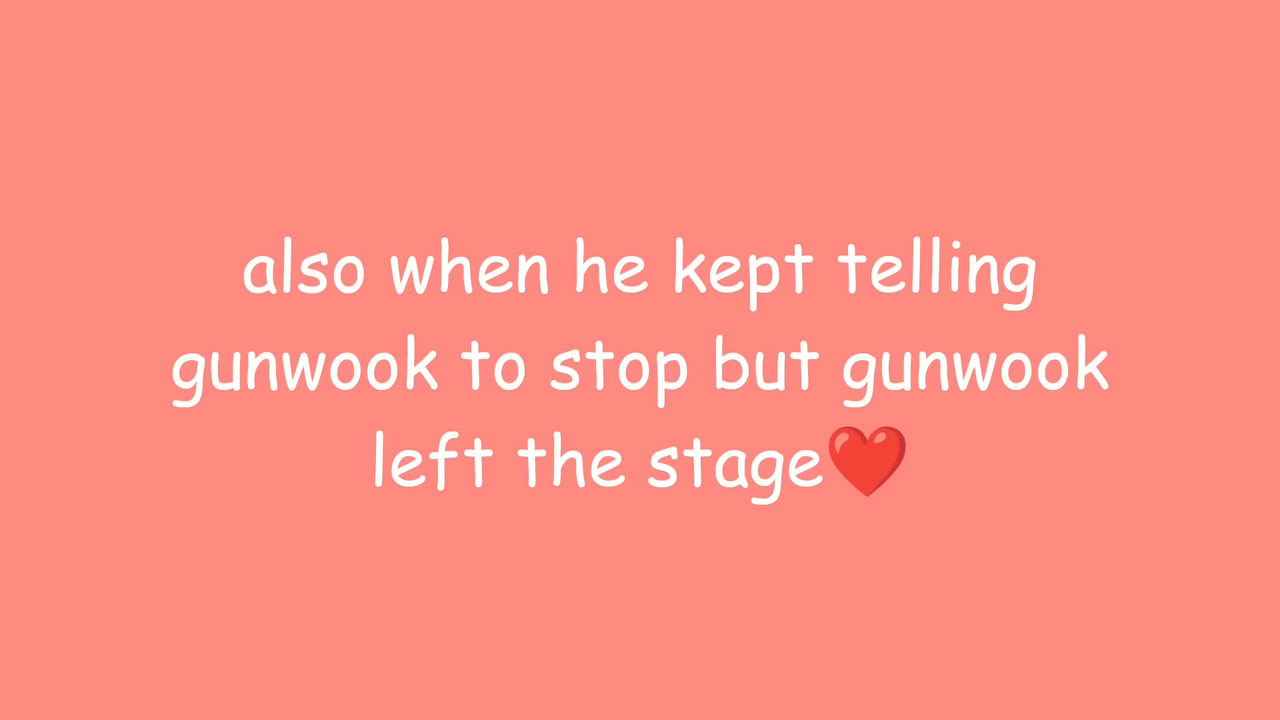 also when he kept telling
gunwook to stop but gunwook
left the stage❤️